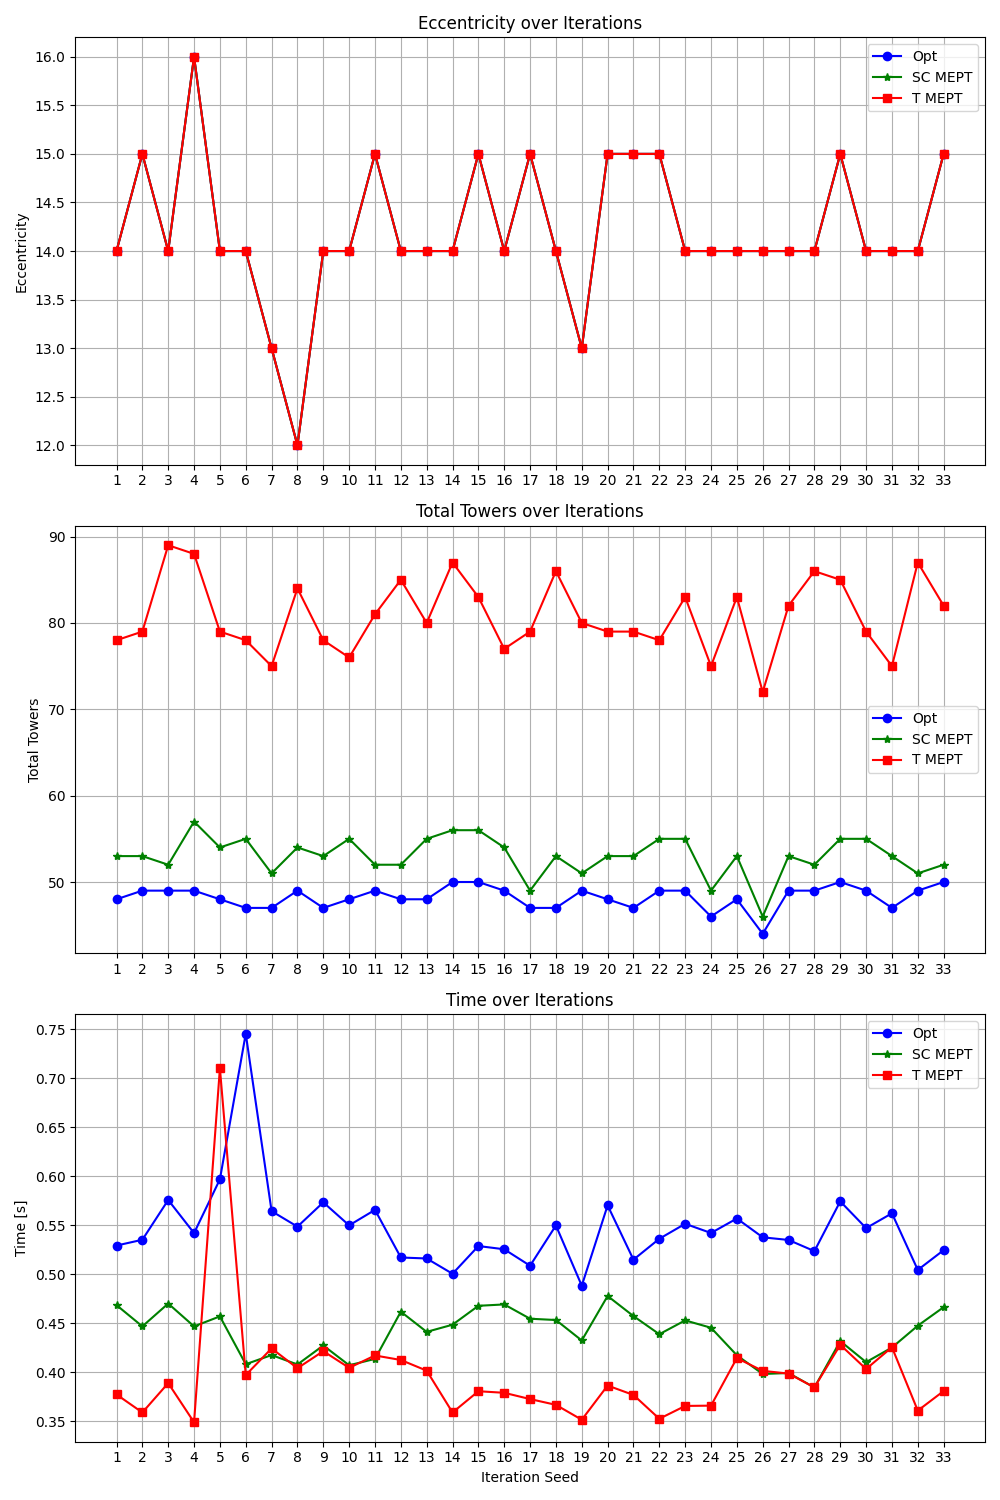 Eccentricity over Iterations
Eccentricity
16.0
15.5
15.0
14.5
14.0
13.5
13.0
12.5
12.0
Opt
SC MEPT
T MEPT
1 2 3 4 5 6 7 8 9 10 11 12 13 14 15 16 17 18 19 20 21 22 23 24 25 26 27 28 29 30 31 32 33
Total Towers over Iterations
Total Towers
90
80
70
60
50
Opt
SC MEPT
T MEPT
1 2 3 4 5 6 7 8 9 10 11 12 13 14 15 16 17 18 19 20 21 22 23 24 25 26 27 28 29 30 31 32 33
Time over Iterations
Time [s]
0.75
0.70
0.65
0.60
0.55
0.50
0.45
0.40
0.35
Opt
SC MEPT
T MEPT
1 2 3 4 5 6 7 8 9 10 11 12 13 14 15 16 17 18 19 20 21 22 23 24 25 26 27 28 29 30 31 32 33
Iteration Seed